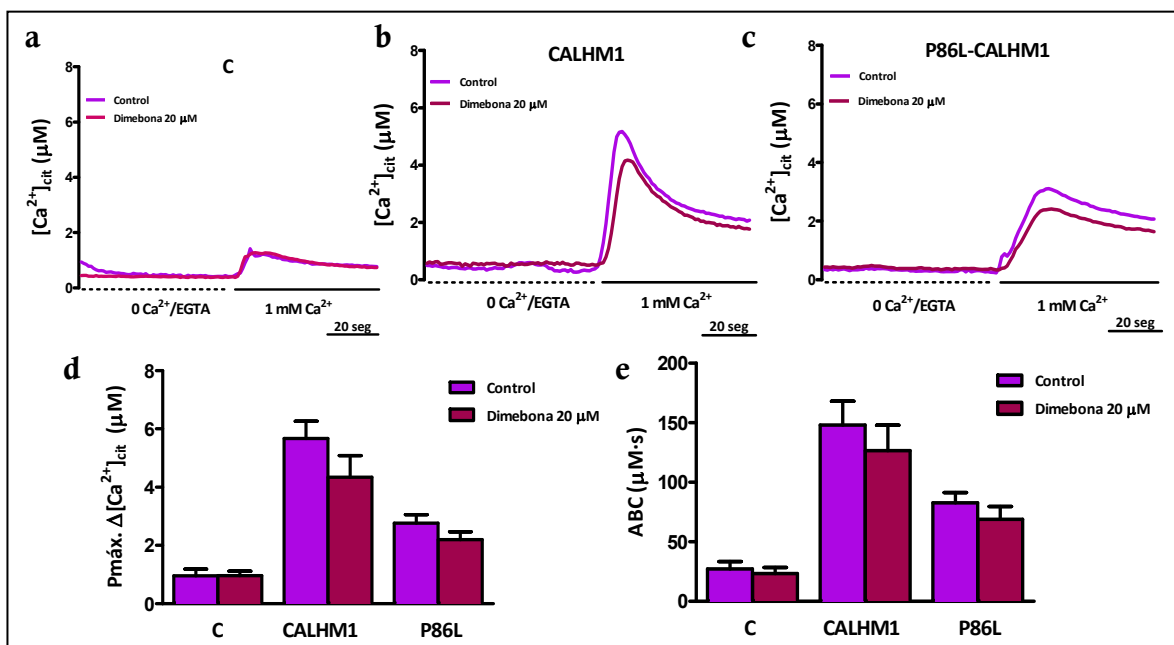 a
C
8
6
4
2
0
[Ca²⁺]cit (µM)
Control
Dimebona 20 µM
0 Ca²⁺/EGTA
1 mM Ca²⁺
20 seg
b
CALHM1
8
6
4
2
0
[Ca²⁺]cit (µM)
Control
Dimebona 20 µM
0 Ca²⁺/EGTA
1 mM Ca²⁺
20 seg
c
P86L-CALHM1
8
6
4
2
0
[Ca²⁺]cit (µM)
Control
Dimebona 20 µM
0 Ca²⁺/EGTA
1 mM Ca²⁺
20 seg
d
8
6
4
2
0
Pmáx. Δ[Ca²⁺]cit (µM)
Control
Dimebona 20 µM
C
CALHM1
P86L
e
200
150
100
50
0
ABC (µM·s)
Control
Dimebona 20 µM
C
CALHM1
P86L